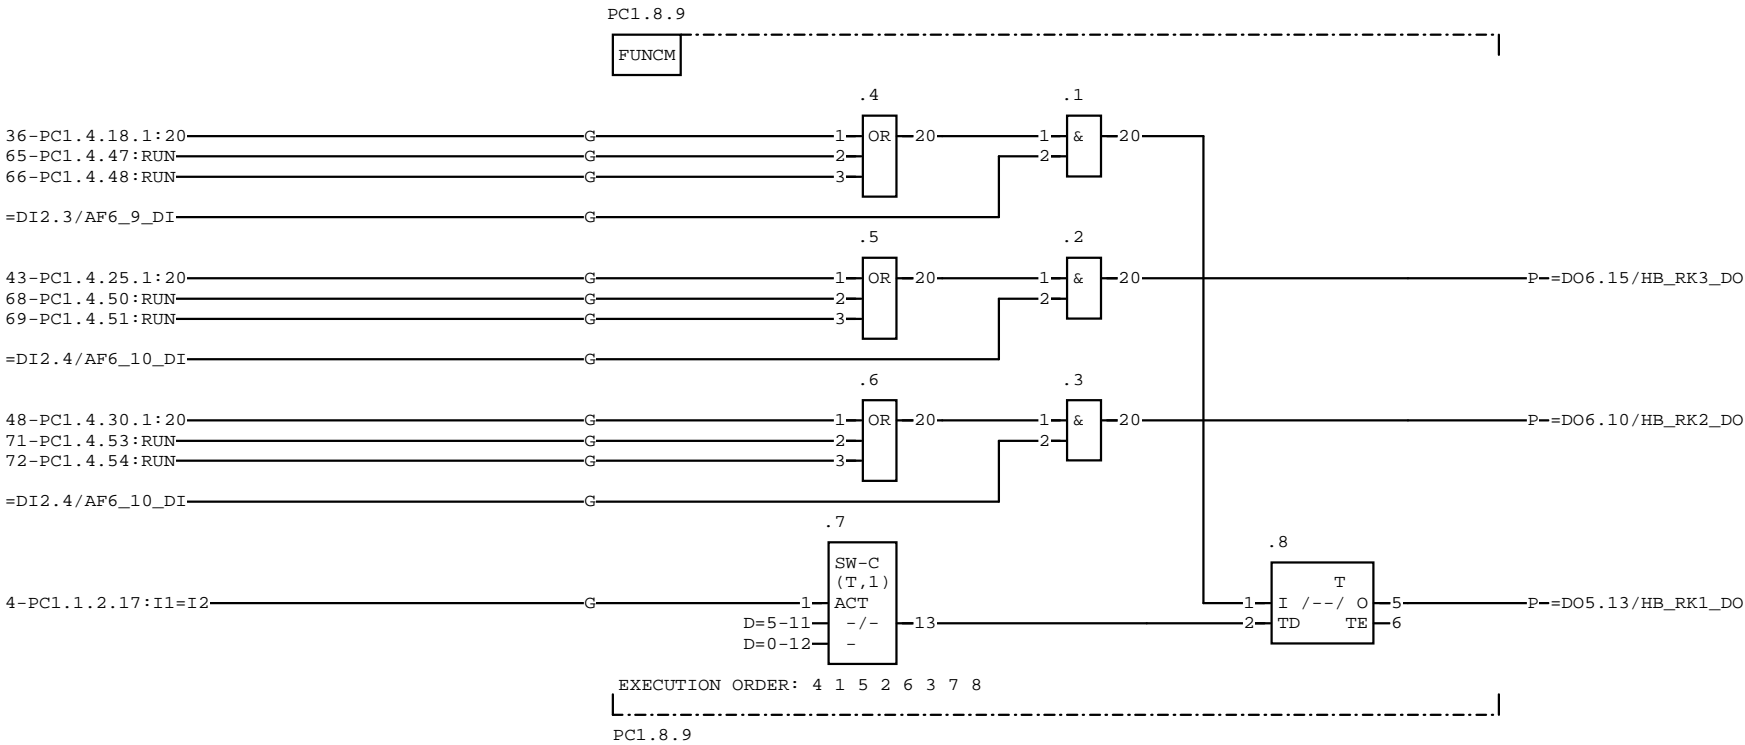 PC1.8.9
FUNCM
.4 .1
36-PC1.4.18.1:20 G 1 OR 20 1 & 20
65-PC1.4.47:RUN G 2 2
66-PC1.4.48:RUN G 3
=DI2.3/AF6_9_DI G
.5 .2
43-PC1.4.25.1:20 G 1 OR 20 1 & 20 P =DO6.15/HB_RK3_DO
68-PC1.4.50:RUN G 2 2
69-PC1.4.51:RUN G 3
=DI2.4/AF6_10_DI G
.6 .3
48-PC1.4.30.1:20 G 1 OR 20 1 & 20 P =DO6.10/HB_RK2_DO
71-PC1.4.53:RUN G 2 2
72-PC1.4.54:RUN G 3
=DI2.4/AF6_10_DI G
.7
.8
SW-C
(T,1) T
4-PC1.1.2.17:I1=I2 G 1 ACT 1 I /--/ O 5 P =DO5.13/HB_RK1_DO
D=5-11 -/- 13 2 TD TE 6
D=0-12 -
EXECUTION ORDER: 4 1 5 2 6 3 7 8
PC1.8.9